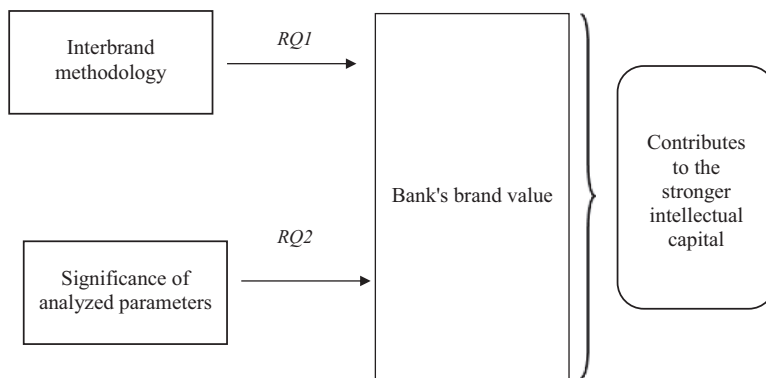 Interbrand
methodology
RQ1
Bank's brand value
RQ2
Significance of
analyzed parameters
Contributes
to the
stronger
intellectual
capital